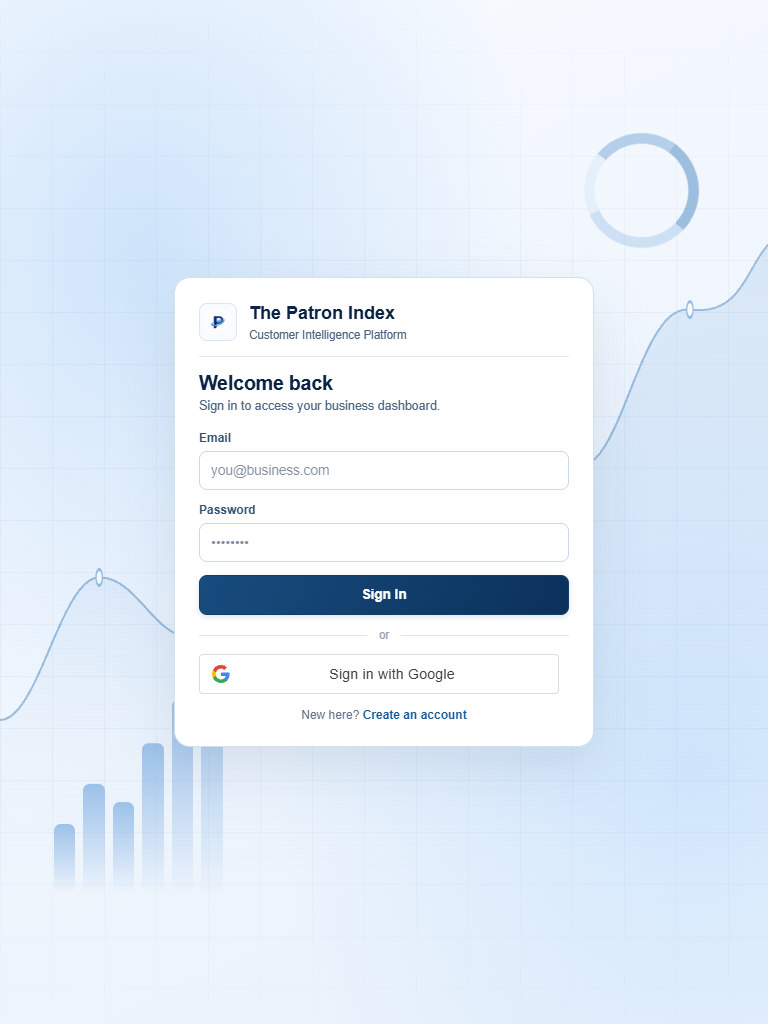 The Patron Index
Customer Intelligence Platform
Welcome back
Sign in to access your business dashboard.
Email
you@business.com
Password
••••••••
Sign In
or
Sign in with Google
New here? Create an account